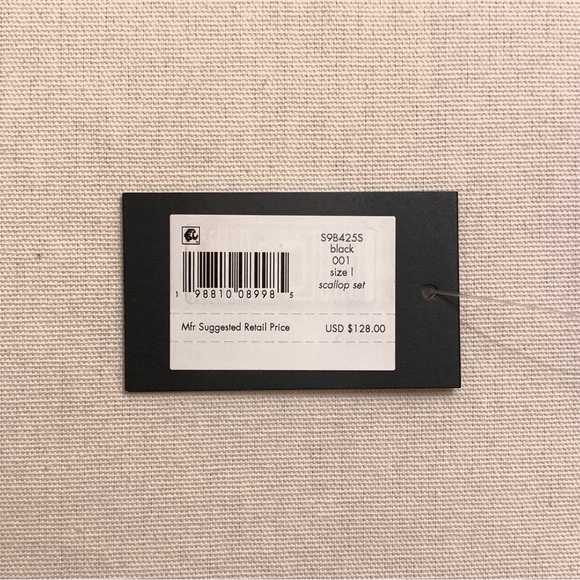 S9B425S
black
001
size l
scallop set
1 98810 08998 5
Mfr Suggested Retail Price USD $128.00